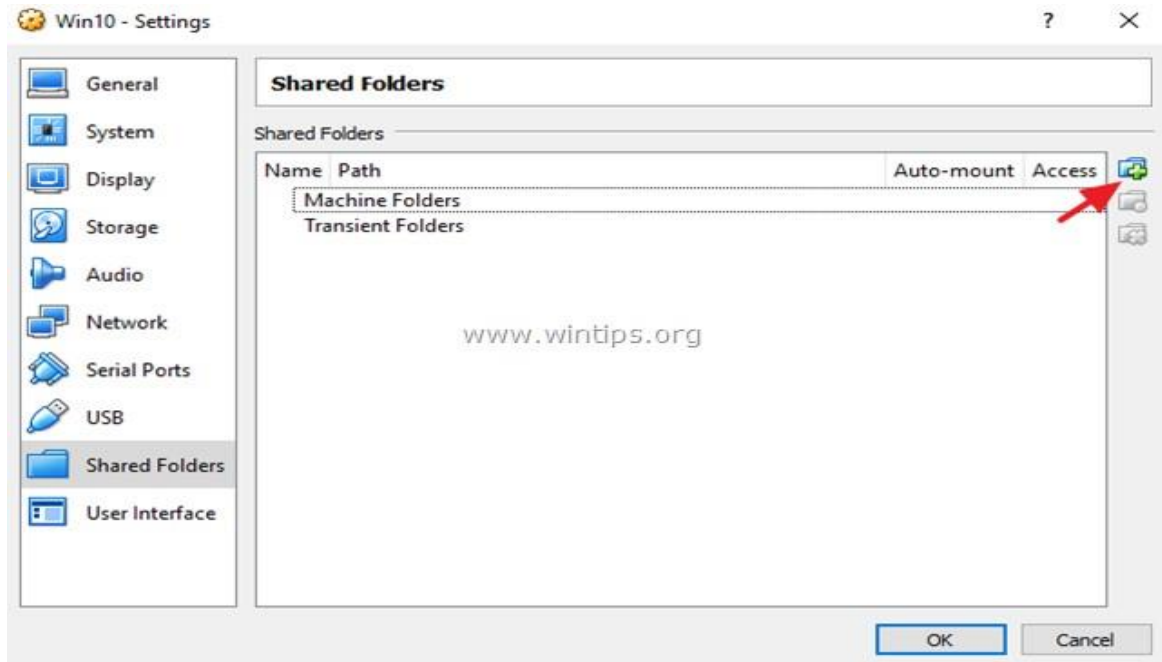 Win10 - Settings
?
General
System
Display
Storage
Audio
Network
Serial Ports
USB
Shared Folders
User Interface
Shared Folders
Shared Folders
Name Path Auto-mount Access
Machine Folders
Transient Folders
www.wintips.org
OK Cancel